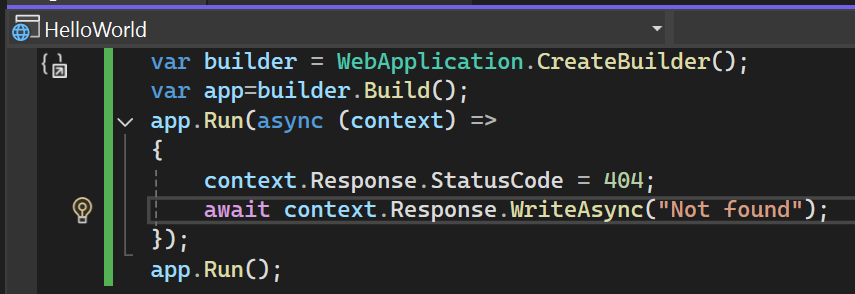 HelloWorld
var builder = WebApplication.CreateBuilder();
var app=builder.Build();
app.Run(async (context) =>
{
    context.Response.StatusCode = 404;
    await context.Response.WriteAsync("Not found");
});
app.Run();